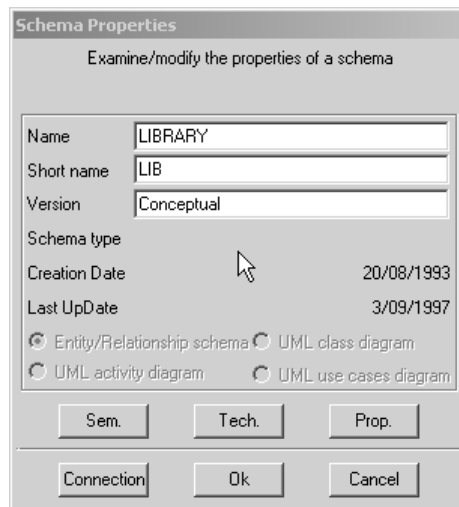 Schema Properties
Examine/modify the properties of a schema
Name LIBRARY
Short name LIB
Version Conceptual
Schema type
Creation Date 20/08/1993
Last UpDate 3/09/1997
Entity/Relationship schema UML class diagram
UML activity diagram UML use cases diagram
Sem. Tech. Prop.
Connection Ok Cancel